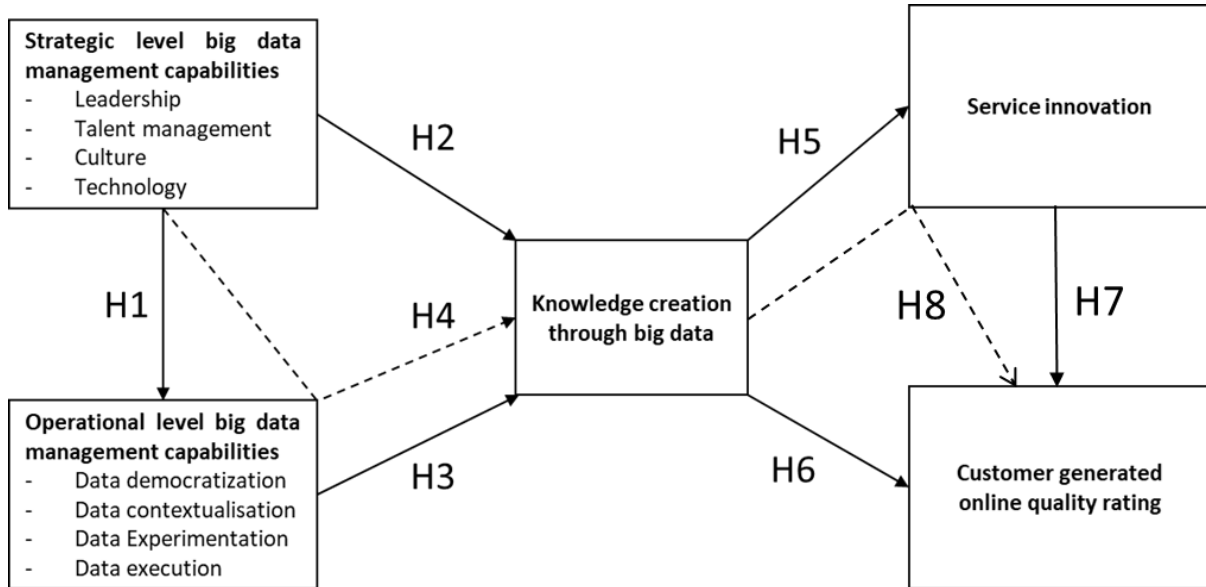 Strategic level big data
management capabilities
- Leadership
- Talent management
- Culture
- Technology
H1
Operational level big data
management capabilities
- Data democratization
- Data contextualisation
- Data Experimentation
- Data execution
H2
H4
H3
Knowledge creation
through big data
H5
H6
Service innovation
H8
H7
Customer generated
online quality rating